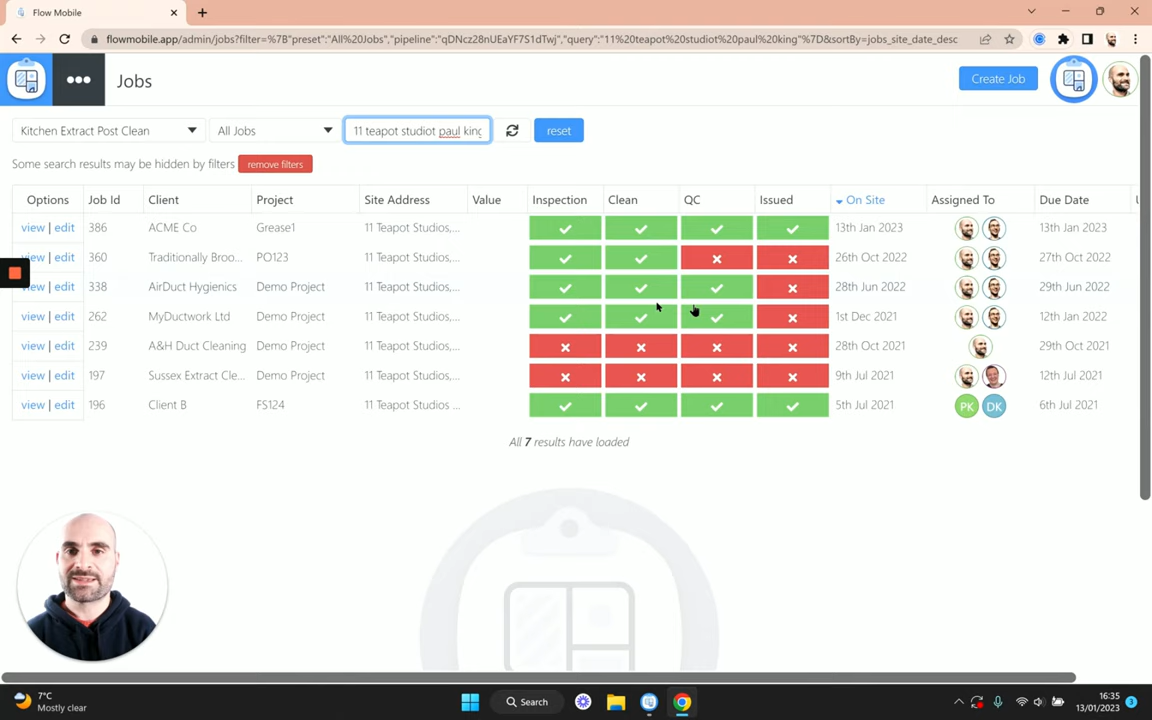 Flow Mobile
flowmobile.app/admin/jobs?filter=%7B"preset":"All%20Jobs","pipeline":"qDNcz28nUEaYF7S1dTwj","query":"11%20teapot%20studiot%20paul%20king"%7D&sortBy=jobs_site_date_desc
Jobs
Create Job
Kitchen Extract Post Clean All Jobs 11 teapot studiot paul king reset
Some search results may be hidden by filters remove filters
Options Job Id Client Project Site Address Value Inspection Clean QC Issued On Site Assigned To Due Date
view | edit 386 ACME Co Grease1 11 Teapot Studios,... 13th Jan 2023 13th Jan 2023
view | edit 360 Traditionally Broo... PO123 11 Teapot Studios,... 26th Oct 2022 27th Oct 2022
view | edit 338 AirDuct Hygienics Demo Project 11 Teapot Studios,... 28th Jun 2022 29th Jun 2022
view | edit 262 MyDuctwork Ltd Demo Project 11 Teapot Studios,... 1st Dec 2021 12th Jan 2022
view | edit 239 A&H Duct Cleaning Demo Project 11 Teapot Studios,... 28th Oct 2021 29th Oct 2021
view | edit 197 Sussex Extract Cle... Demo Project 11 Teapot Studios,... 9th Jul 2021 12th Jul 2021
view | edit 196 Client B FS124 11 Teapot Studios ... 5th Jul 2021 PK DK 6th Jul 2021
All 7 results have loaded
7°C
Mostly clear
Search
16:35
13/01/2023
3